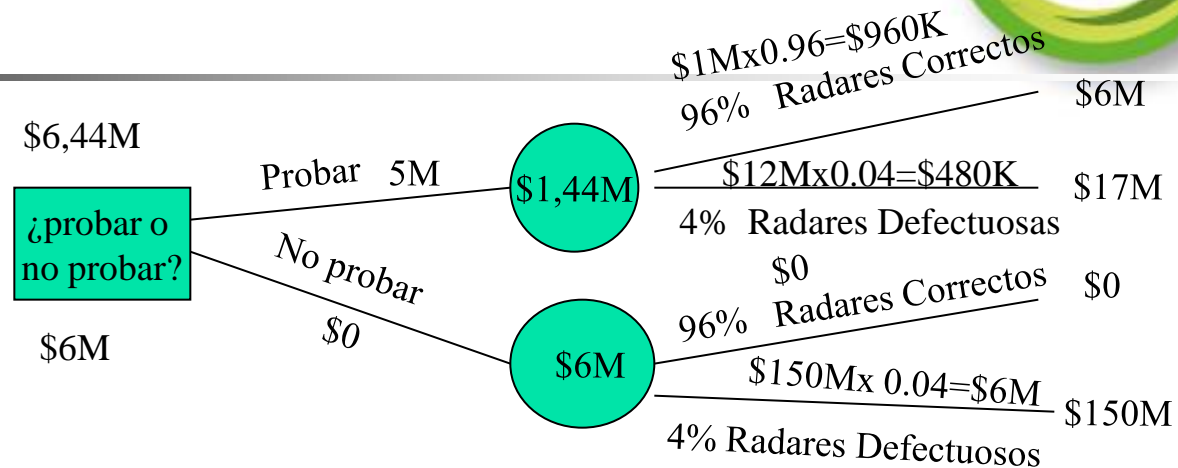 $1Mx0.96=$960K
96% Radares Correctos
$6M
$6,44M
Probar 5M
$1,44M
$12Mx0.04=$480K
$17M
¿probar o
no probar?
4% Radares Defectuosas
No probar
$0
$0
96% Radares Correctos
$0
$6M
$6M
$150Mx 0.04=$6M
$150M
4% Radares Defectuosos